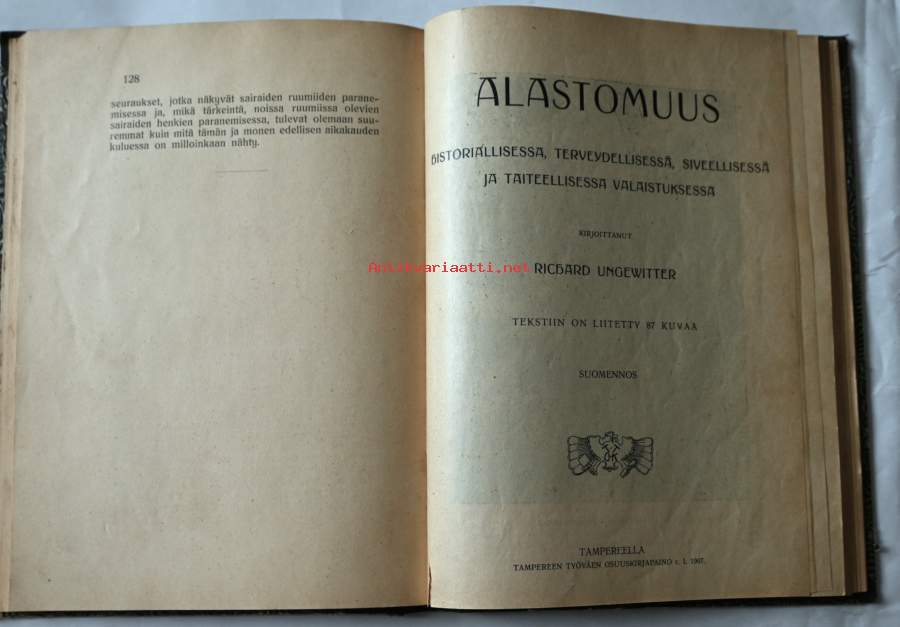 128
seuraukset, jotka näkyvät sairaiden ruumiiden parane-
misessa ja, mikä tärkeintä, noissa ruumiissa olevien
sairaiden henkien paranemisessa, tulevat olemaan suu-
remmat kuin mitä tämän ja monen edellisen aikakauden
kuluessa on milloinkaan nähty.
ALASTOMUUS
HISTORIALLISESSA, TERVEYDELLISESSÄ, SIVEELLISESSÄ
JA TAITEELLISESSA VALAISTUKSESSA
KIRJOITTANUT
RICHARD UNGEWITTER
Antikvariaatti.net
TEKSTIIN ON LIITETTY 87 KUVAA
SUOMENNOS
TAMPEREELLA
TAMPEREEN TYÖVÄEN OSUUSKIRJAPAINO r. l. 1907.